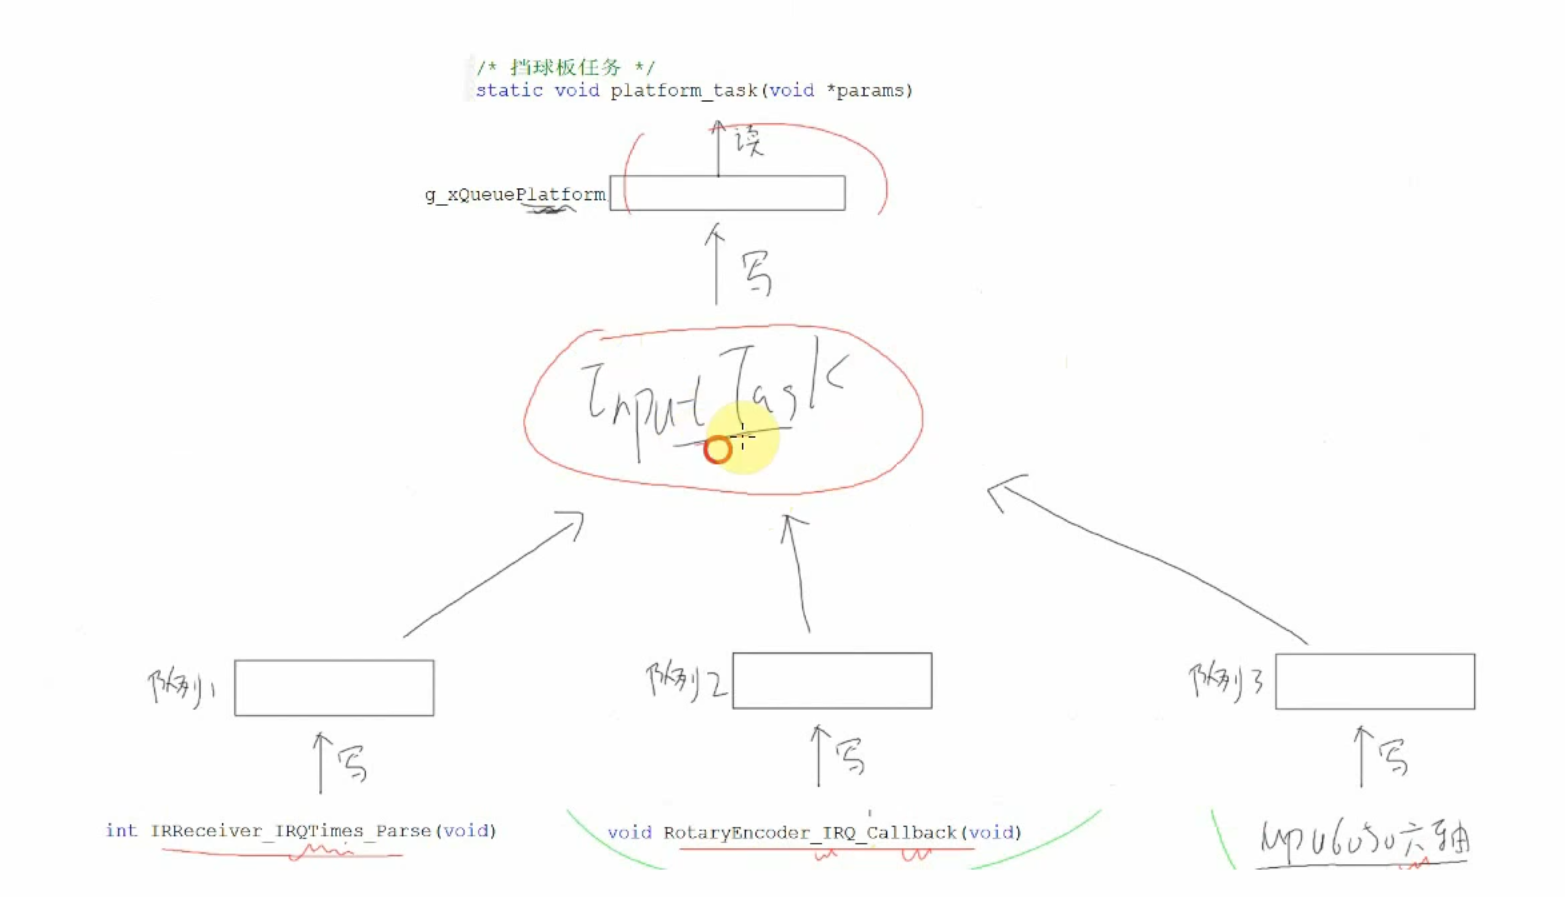 /* 挡球板任务 */
static void platform_task(void *params)
读
g_xQueuePlatform
写
Input Task
队列1
队列2
队列3
写
写
写
int IRReceiver_IRQTimes_Parse(void)
void RotaryEncoder_IRQ_Callback(void)
Mpu6050六轴